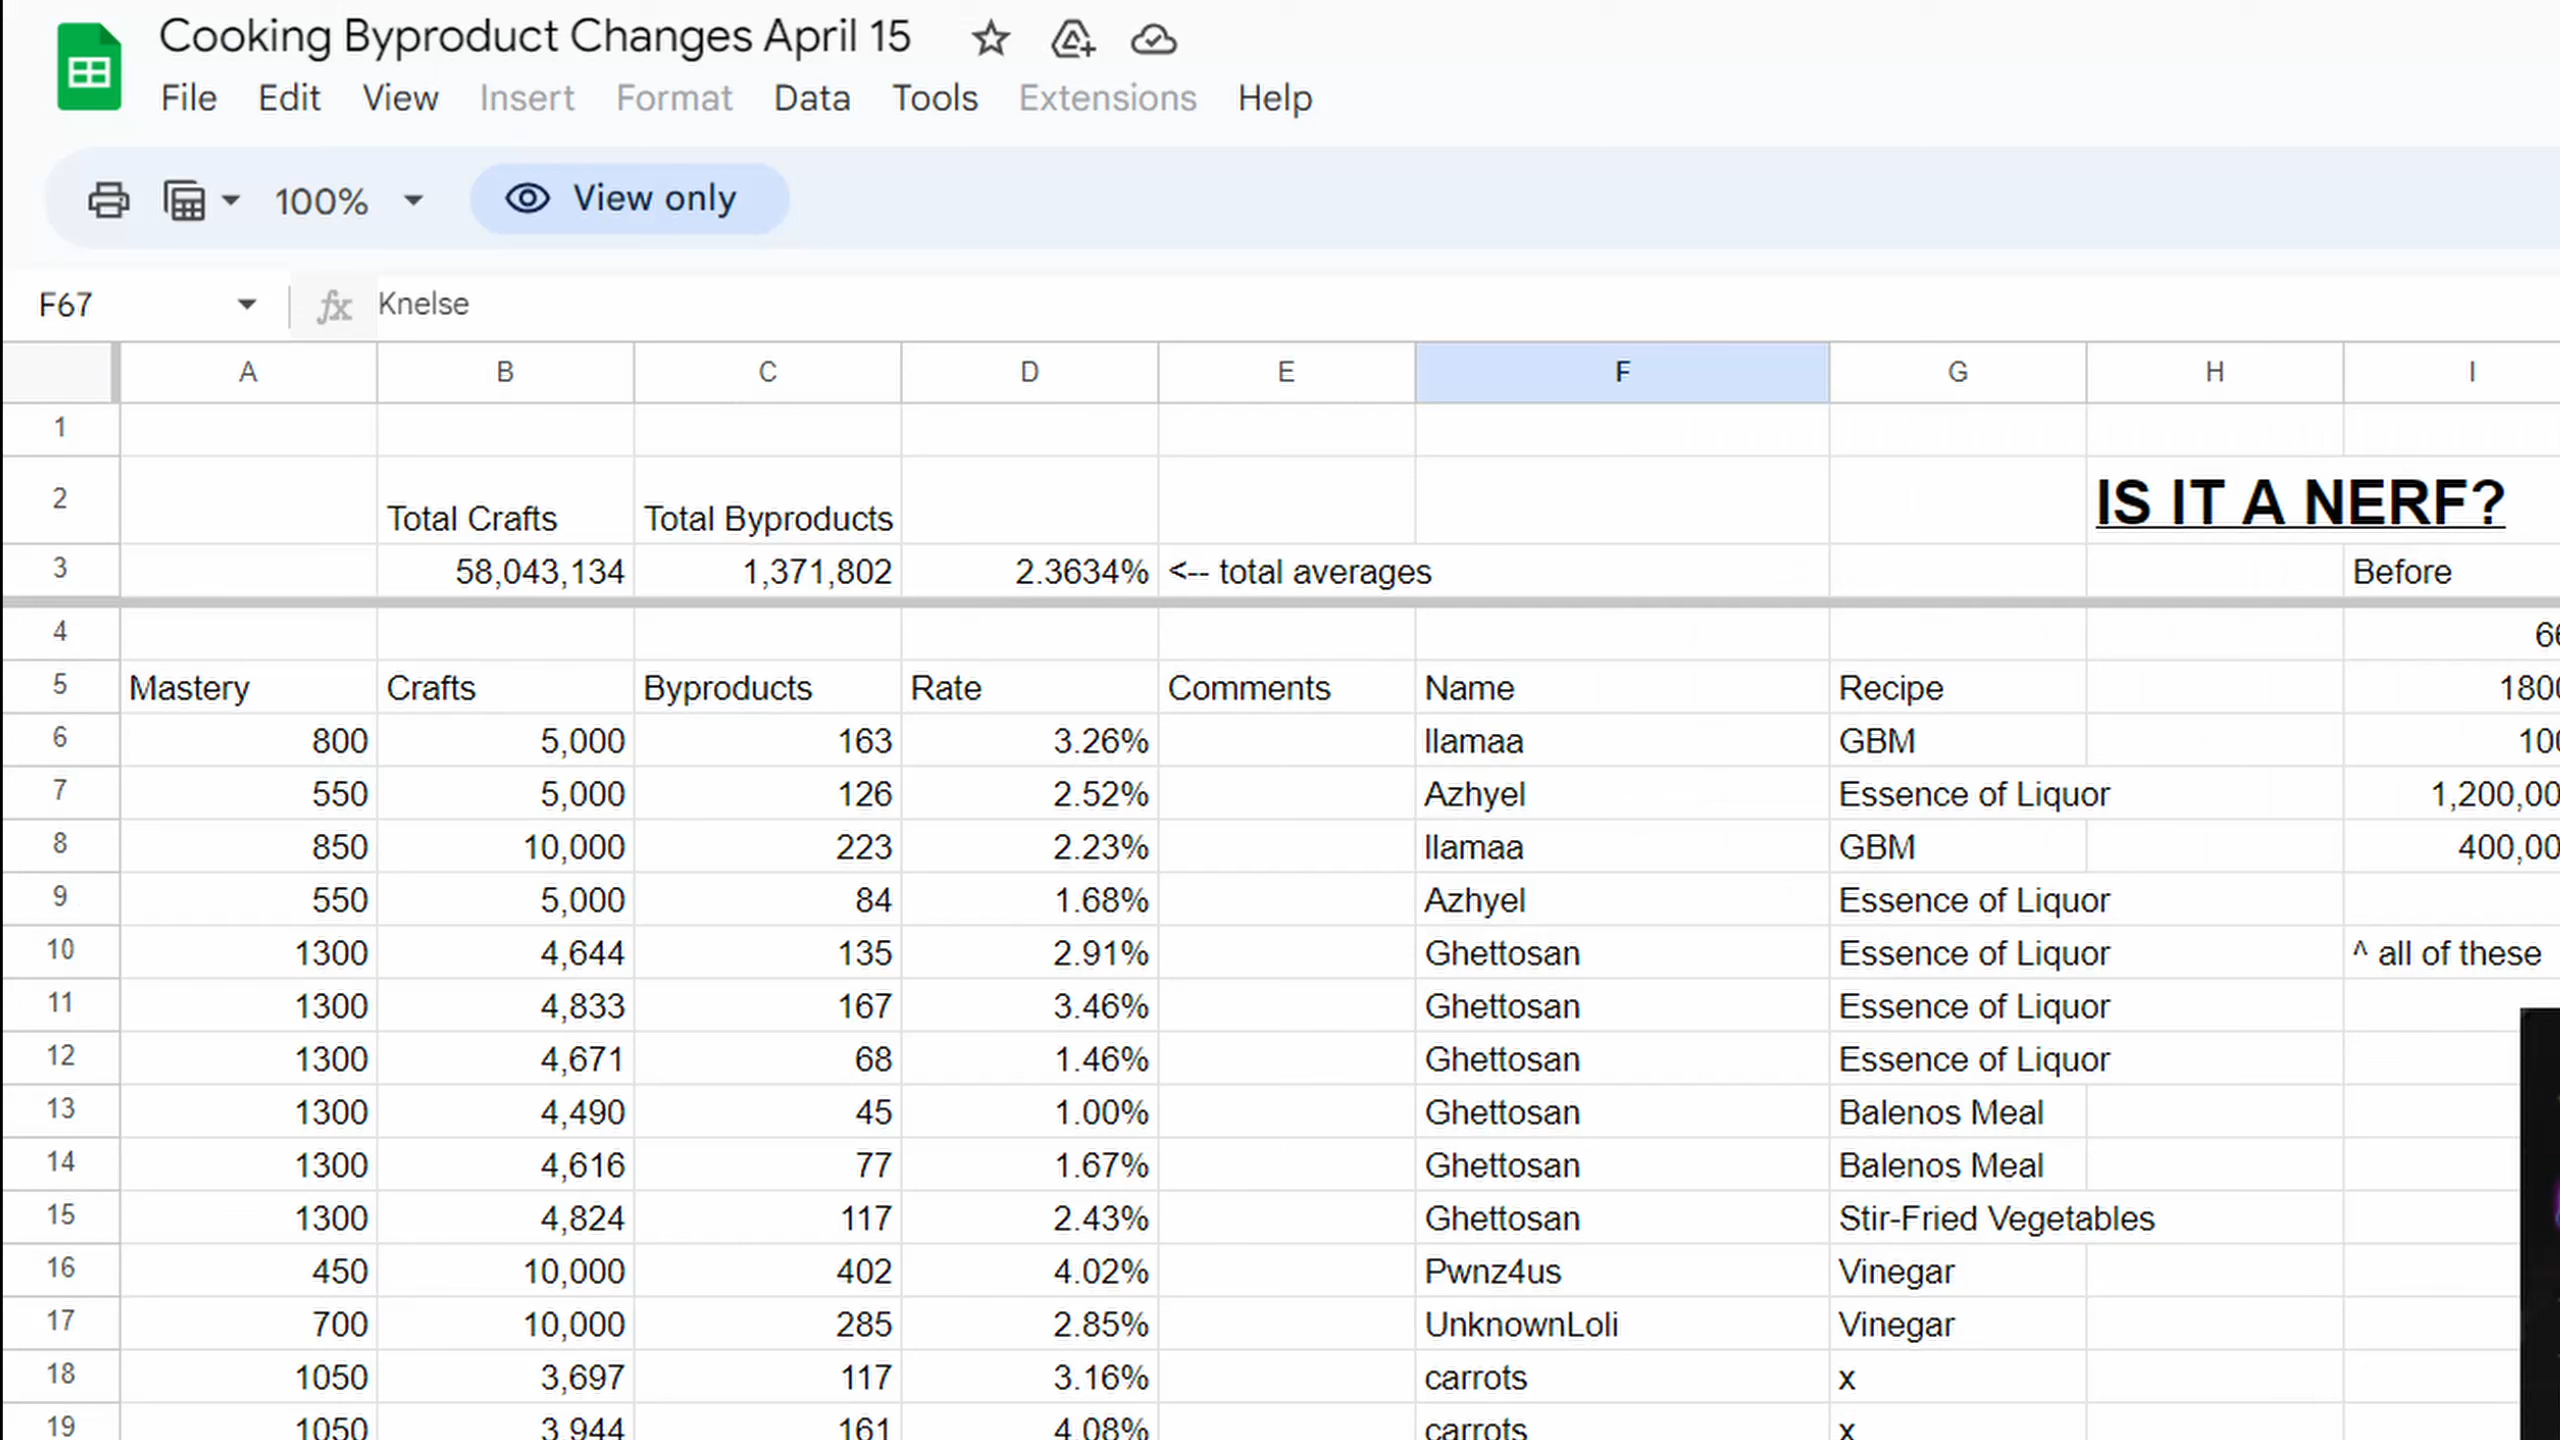 Cooking Byproduct Changes April 15
File Edit View Insert Format Data Tools Extensions Help
100% View only
F67 fx Knelse
A B C D E F G H I
1
2 Total Crafts Total Byproducts IS IT A NERF?
3 58,043,134 1,371,802 2.3634% <-- total averages Before
4
5 Mastery Crafts Byproducts Rate Comments Name Recipe
6 800 5,000 163 3.26% llamaa GBM
7 550 5,000 126 2.52% Azhyel Essence of Liquor
8 850 10,000 223 2.23% llamaa GBM
9 550 5,000 84 1.68% Azhyel Essence of Liquor
10 1300 4,644 135 2.91% Ghettosan Essence of Liquor ^ all of these
11 1300 4,833 167 3.46% Ghettosan Essence of Liquor
12 1300 4,671 68 1.46% Ghettosan Essence of Liquor
13 1300 4,490 45 1.00% Ghettosan Balenos Meal
14 1300 4,616 77 1.67% Ghettosan Balenos Meal
15 1300 4,824 117 2.43% Ghettosan Stir-Fried Vegetables
16 450 10,000 402 4.02% Pwnz4us Vinegar
17 700 10,000 285 2.85% UnknownLoli Vinegar
18 1050 3,697 117 3.16% carrots x
19 1050 3,944 161 4.08% carrots x